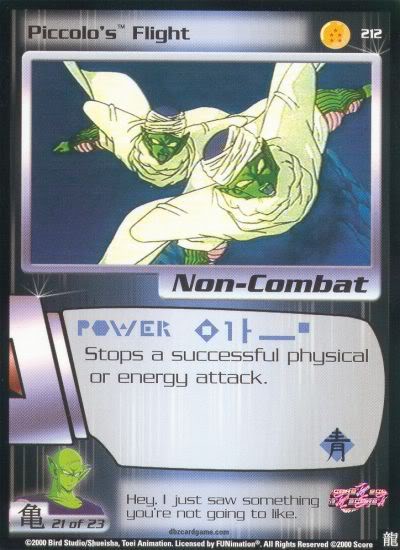 Piccolo's™ Flight
212
Non-Combat
POWER
Stops a successful physical
or energy attack.
青
Hey, I just saw something
you're not going to like.
亀
21 of 23
dbzcardgame.com
©2000 Bird Studio/Shueisha, Toei Animation. Licensed by FUNimation®. All Rights Reserved ©2000 Score
龍